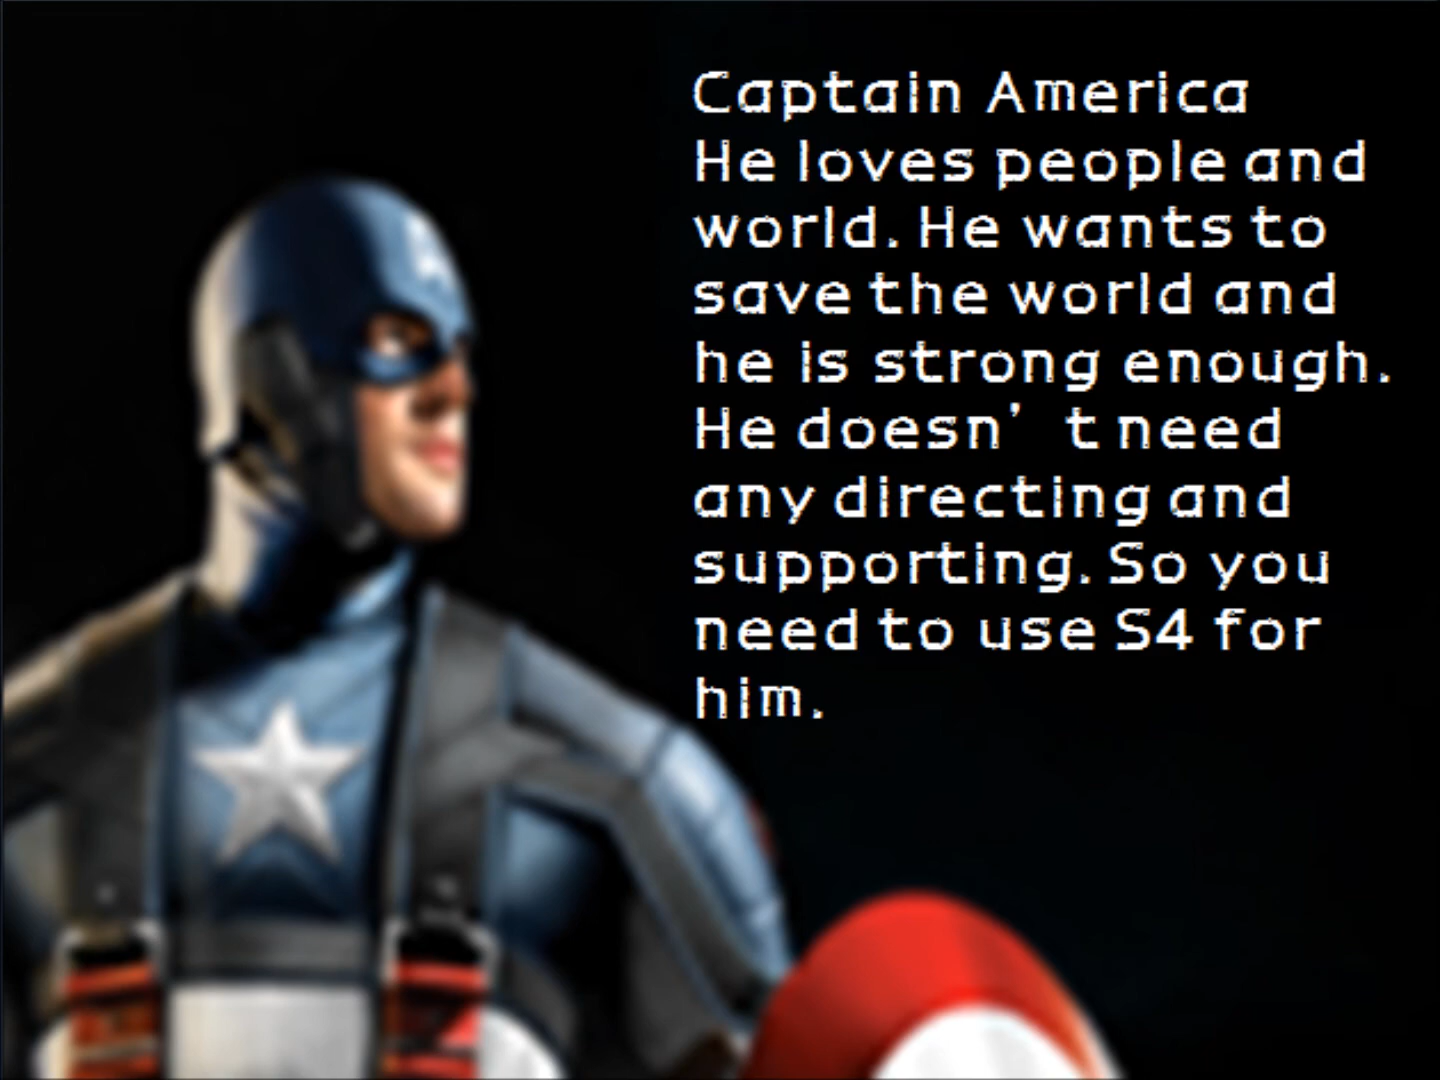 Captain America
He loves people and
world. He wants to
save the world and
he is strong enough.
He doesn’t need
any directing and
supporting. So you
need to use S4 for
him.